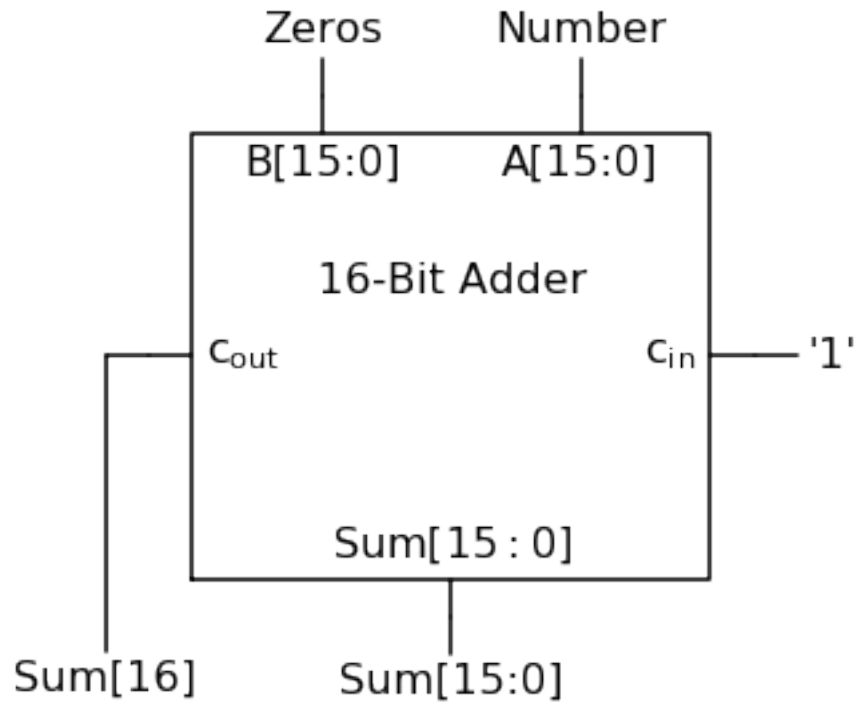 Zeros Number
B[15:0] A[15:0]
16-Bit Adder
cout cin '1'
Sum[15 : 0]
Sum[16] Sum[15:0]